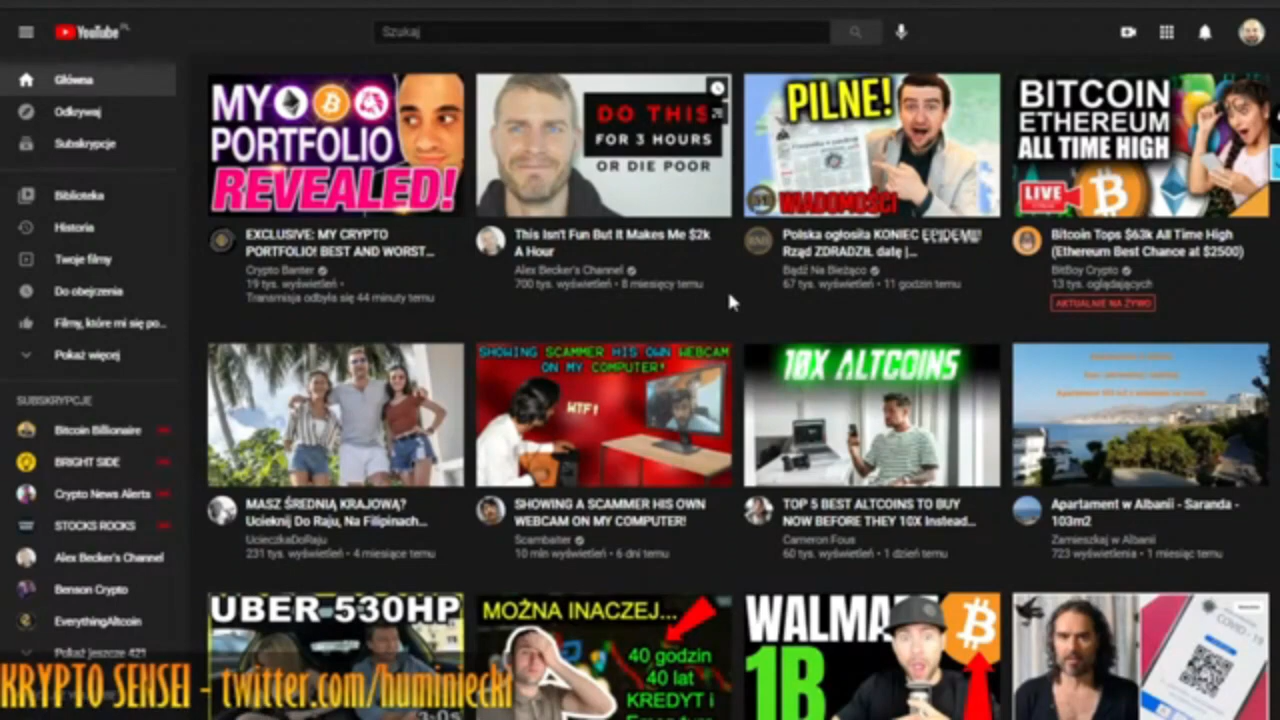 YouTube PL
Szukaj
Główna
Odkrywaj
Subskrypcje
Biblioteka
Historia
Twoje filmy
Do obejrzenia
Filmy, które mi się po...
Pokaż więcej
SUBSKRYPCJE
Bitcoin Billionaire
BRIGHT SIDE
Crypto News Alerts
STOCKS ROCKS
Alex Becker's Channel
Benson Crypto
EverythingAltcoin
Pokaż jeszcze 421
MY
PORTFOLIO
REVEALED!
EXCLUSIVE: MY CRYPTO
PORTFOLIO! BEST AND WORST...
Crypto Banter
19 tys. wyświetleń •
Transmisja odbyła się 44 minuty temu
DO THIS
FOR 3 HOURS
OR DIE POOR
This Isn't Fun But It Makes Me $2k
A Hour
Alex Becker's Channel
700 tys. wyświetleń • 8 miesięcy temu
PILNE!
WIADOMOŚCI
Polska ogłosiła KONIEC EPIDEMII!
Rząd ZDRADZIŁ datę |...
Bądź Na Bieżąco
67 tys. wyświetleń • 11 godzin temu
BITCOIN
ETHEREUM
ALL TIME HIGH
LIVE
Bitcoin Tops $63k All Time High
(Ethereum Best Chance at $2500)
BitBoy Crypto
13 tys. oglądających
AKTUALNIE NA ŻYWO
MASZ ŚREDNIĄ KRAJOWĄ?
Ucieknij Do Raju, Na Filipinach...
UcieczkaDoRaju
231 tys. wyświetleń • 4 miesiące temu
SHOWING SCAMMER HIS OWN WEBCAM
ON MY COMPUTER!
WTF!
SHOWING A SCAMMER HIS OWN
WEBCAM ON MY COMPUTER!
Scambaiter
10 mln wyświetleń • 6 dni temu
10X ALTCOINS
TOP 5 BEST ALTCOINS TO BUY
NOW BEFORE THEY 10X Instead...
Cameron Fous
60 tys. wyświetleń • 1 dzień temu
Apartament w Albanii - Saranda -
103m2
Zamieszkaj w Albanii
723 wyświetlenia • 1 miesiąc temu
UBER 530HP
MOŻNA INACZEJ...
40 godzin
40 lat
KREDYT i
WALMA
1B
COVID-19
KRYPTO SENSEI - twitter.com/huminiecki